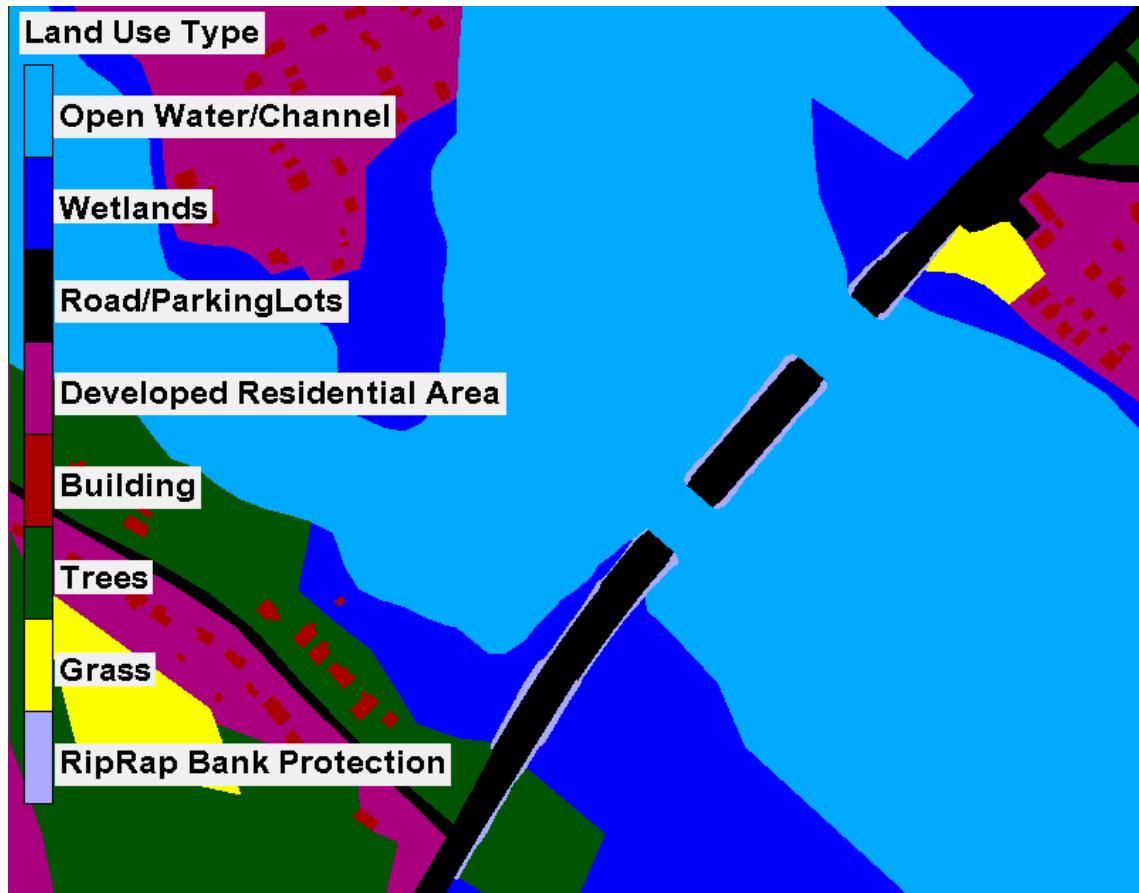 Land Use Type
Open Water/Channel
Wetlands
Road/ParkingLots
Developed Residential Area
Building
Trees
Grass
RipRap Bank Protection